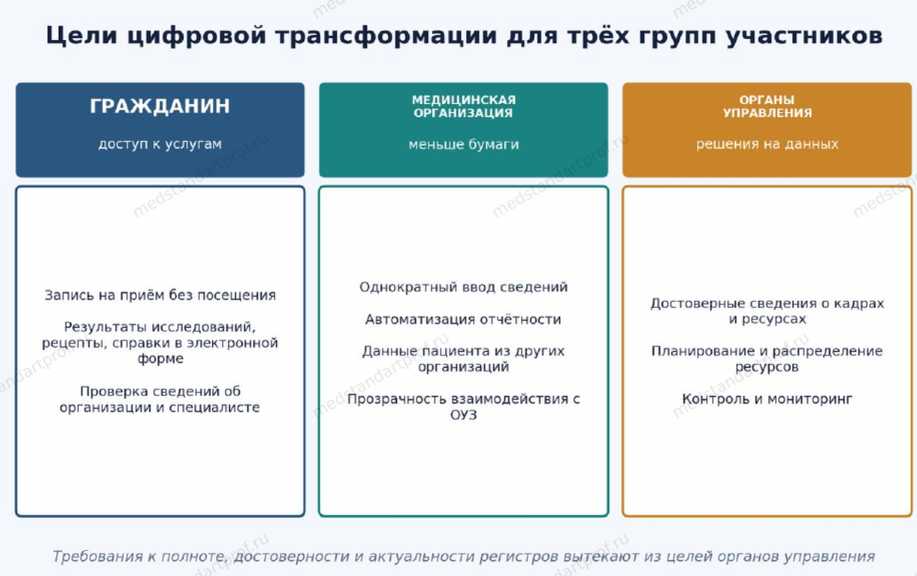 Цели цифровой трансформации для трёх групп участников
ГРАЖДАНИН
доступ к услугам
Запись на приём без посещения
Результаты исследований,
рецепты, справки в электронной
форме
Проверка сведений об
организации и специалисте
МЕДИЦИНСКАЯ
ОРГАНИЗАЦИЯ
меньше бумаги
Однократный ввод сведений
Автоматизация отчётности
Данные пациента из других
организаций
Прозрачность взаимодействия с
ОУЗ
ОРГАНЫ
УПРАВЛЕНИЯ
решения на данных
Достоверные сведения о кадрах
и ресурсах
Планирование и распределение
ресурсов
Контроль и мониторинг
Требования к полноте, достоверности и актуальности регистров вытекают из целей органов управления
medstandartprof.ru